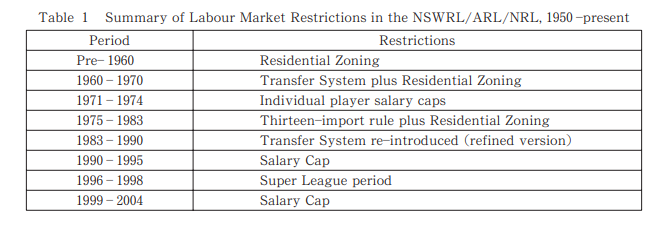 Table 1 Summary of Labour Market Restrictions in the NSWRL/ARL/NRL, 1950-present
Period Restrictions
Pre-1960 Residential Zoning
1960-1970 Transfer System plus Residential Zoning
1971-1974 Individual player salary caps
1975-1983 Thirteen-import rule plus Residential Zoning
1983-1990 Transfer System re-introduced (refined version)
1990-1995 Salary Cap
1996-1998 Super League period
1999-2004 Salary Cap